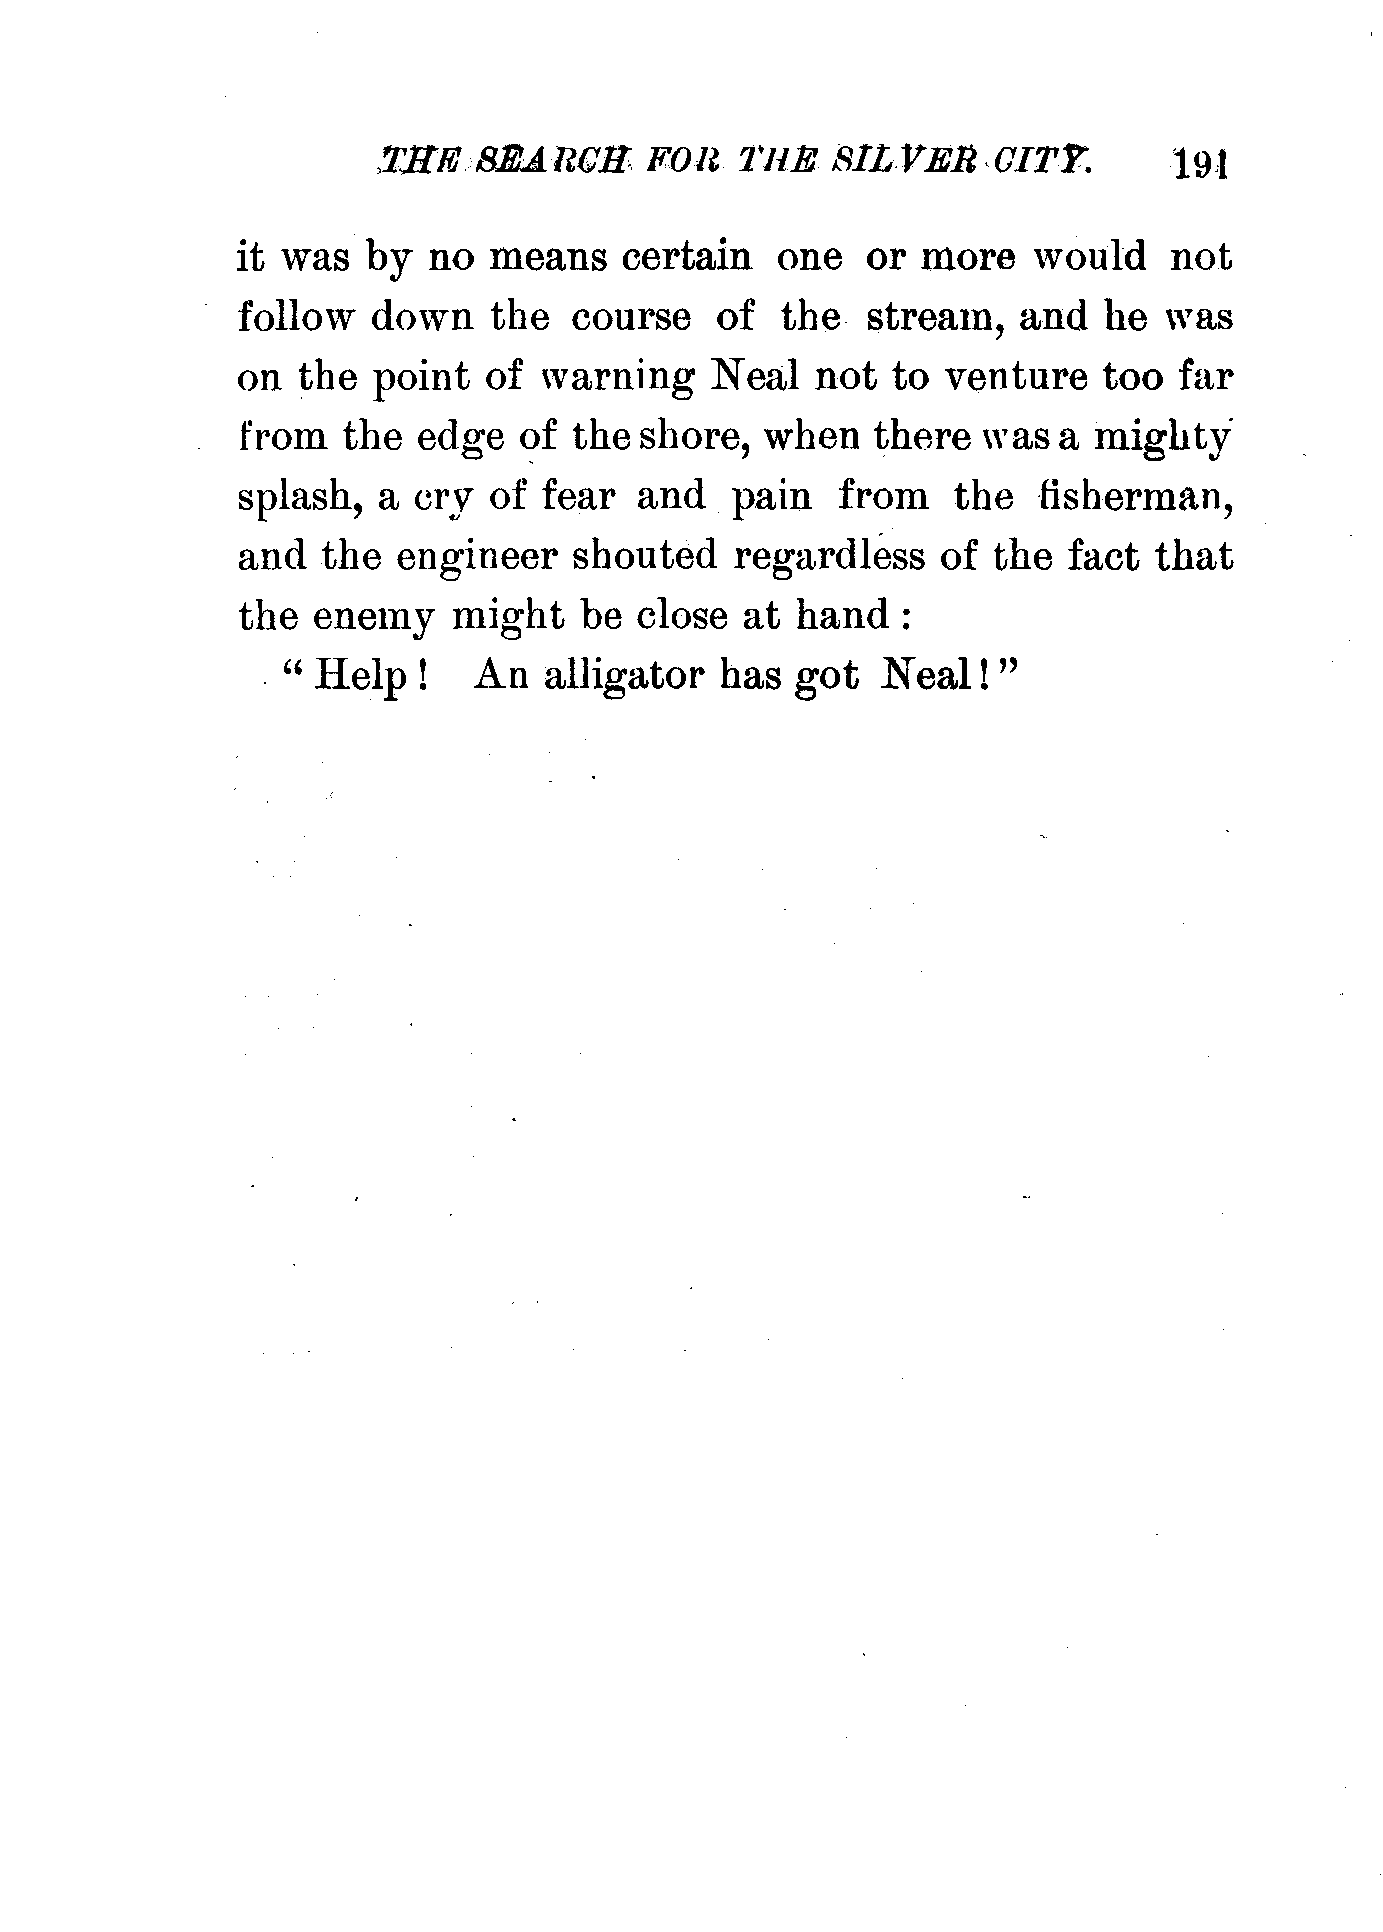 THE SEARCH FOR THE SILVER CITY. 191
it was by no means certain one or more would not
follow down the course of the stream, and he was
on the point of warning Neal not to venture too far
from the edge of the shore, when there was a mighty
splash, a cry of fear and pain from the fisherman,
and the engineer shouted regardless of the fact that
the enemy might be close at hand :
“ Help ! An alligator has got Neal ! ”